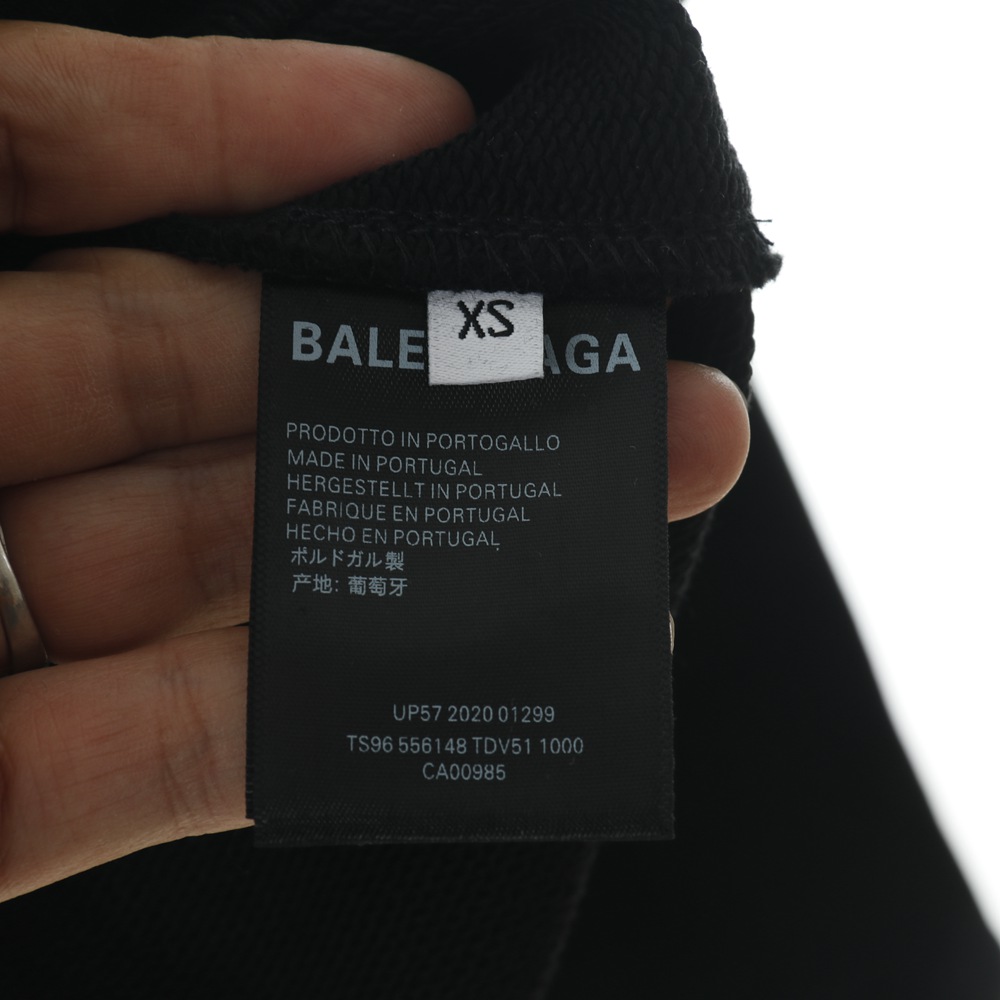 XS
BALE AGA
PRODOTTO IN PORTOGALLO
MADE IN PORTUGAL
HERGESTELLT IN PORTUGAL
FABRIQUE EN PORTUGAL
HECHO EN PORTUGAL
ポルドガル製
产地: 葡萄牙
UP57 2020 01299
TS96 556148 TDV51 1000
CA00985